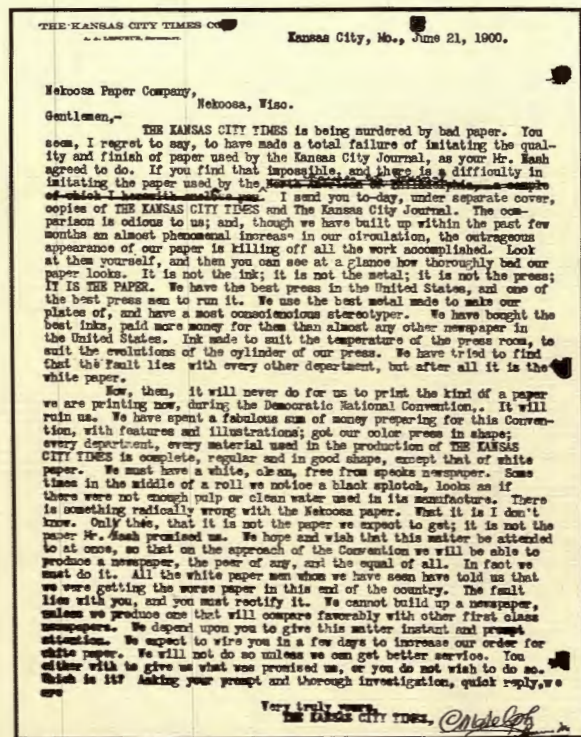 THE KANSAS CITY TIMES CO
Kansas City, Mo., June 21, 1900.
Nekoosa Paper Company,
Nekoosa, Wisc.
Gentlemen,-
THE KANSAS CITY TIMES is being murdered by bad paper. You
seem, I regret to say, to have made a total failure of imitating the qual-
ity and finish of paper used by the Kansas City Journal, as your Mr. Nash
agreed to do. If you find that impossible, and there is a difficulty in
imitating the paper used by the North American of Philadelphia, a sample
of which I herewith enclose you. I send you to-day, under separate cover,
copies of THE KANSAS CITY TIMES and The Kansas City Journal. The com-
parison is odious to us; and, though we have built up within the past few
months an almost phenomenal increase in our circulation, the outrageous
appearance of our paper is killing off all the work accomplished. Look
at them yourself, and then you can see at a glance how thoroughly bad our
paper looks. It is not the ink; it is not the metal; it is not the press;
IT IS THE PAPER. We have the best press in the United States, and one of
the best press men to run it. We use the best metal made to make our
plates of, and have a most consciencious stereotyper. We have bought the
best inks, paid more money for them than almost any other newspaper in
the United States. Ink made to suit the temperature of the press room, to
suit the evolutions of the cylinder of our press. We have tried to find
that the fault lies with every other department, but after all it is the
white paper.
Now, then, it will never do for us to print the kind of a paper
we are printing now, during the Democratic National Convention,. It will
ruin us. We have spent a fabulous sum of money preparing for this Conven-
tion, with features and illustrations; got our color press in shape;
every department, every material used in the production of THE KANSAS
CITY TIMES is complete, regular and in good shape, except that of white
paper. We must have a white, clean, free from specks newspaper. Some
times in the middle of a roll we notice a black splotch, looks as if
there were not enough pulp or clean water used in its manufacture. There
is something radically wrong with the Nekoosa paper. What it is I don't
know. Only this, that it is not the paper we expect to get; it is not the
paper Mr. Nash promised us. We hope and wish that this matter be attended
to at once, so that on the approach of the Convention we will be able to
produce a newspaper, the peer of any, and the equal of all. In fact we
must do it. All the white paper men whom we have seen have told us that
we were getting the worse paper in this end of the country. The fault
lies with you, and you must rectify it. We cannot build up a newspaper,
unless we produce one that will compare favorably with other first class
newspapers. We depend upon you to give this matter instant and prompt
attention. We expect to wire you in a few days to increase our order for
white paper. We will not do so unless we can get better service. You
either with to give us what was promised us, or you do not wish to do so.
Which is it? Asking your prompt and thorough investigation, quick reply, we
are
Very truly yours,
THE KANSAS CITY TIMES,